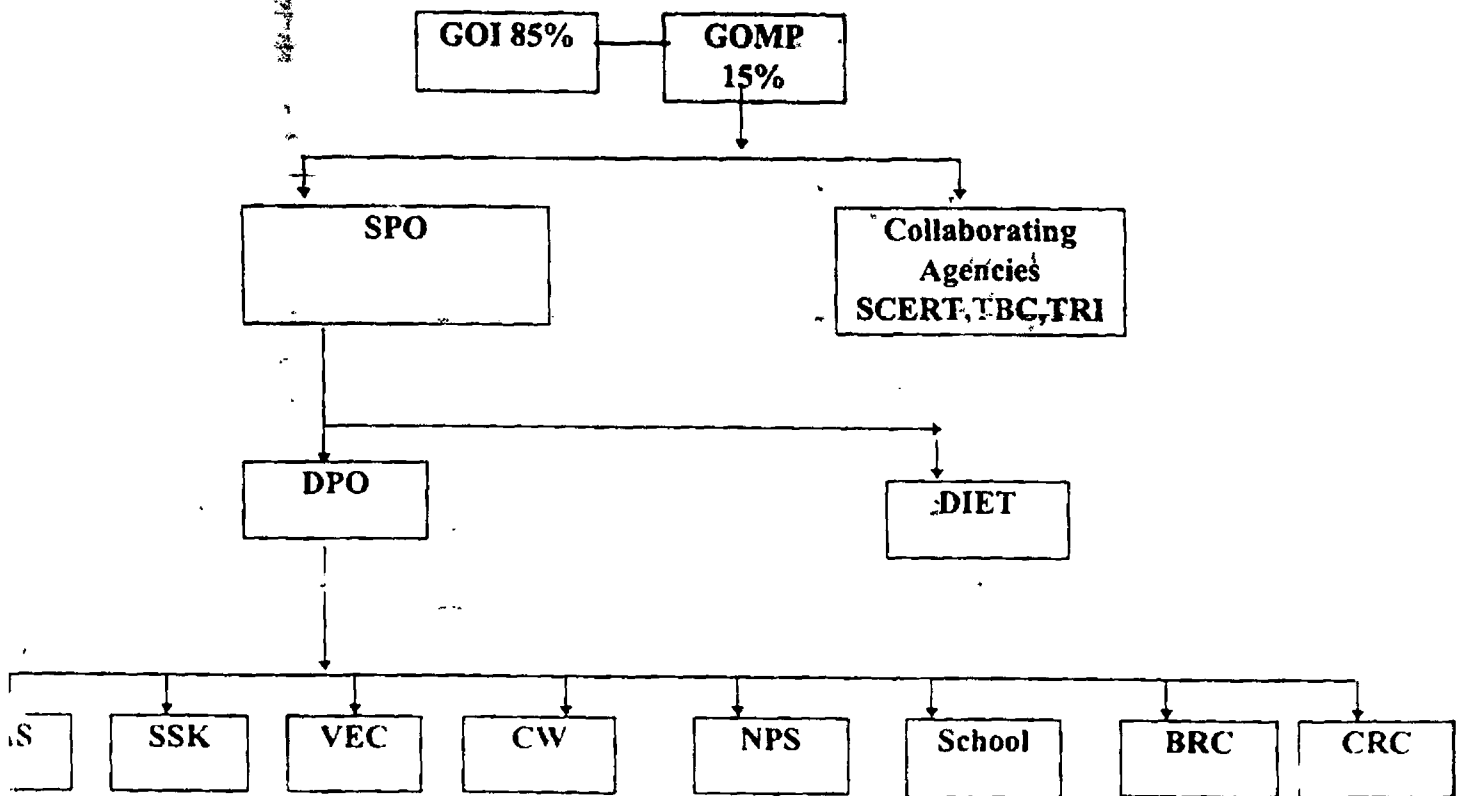 GOI 85%
GOMP
15%
SPO
Collaborating
Agencies
SCERT,TBC,TRI
DPO
DIET
SSK
VEC
CW
NPS
School
BRC
CRC